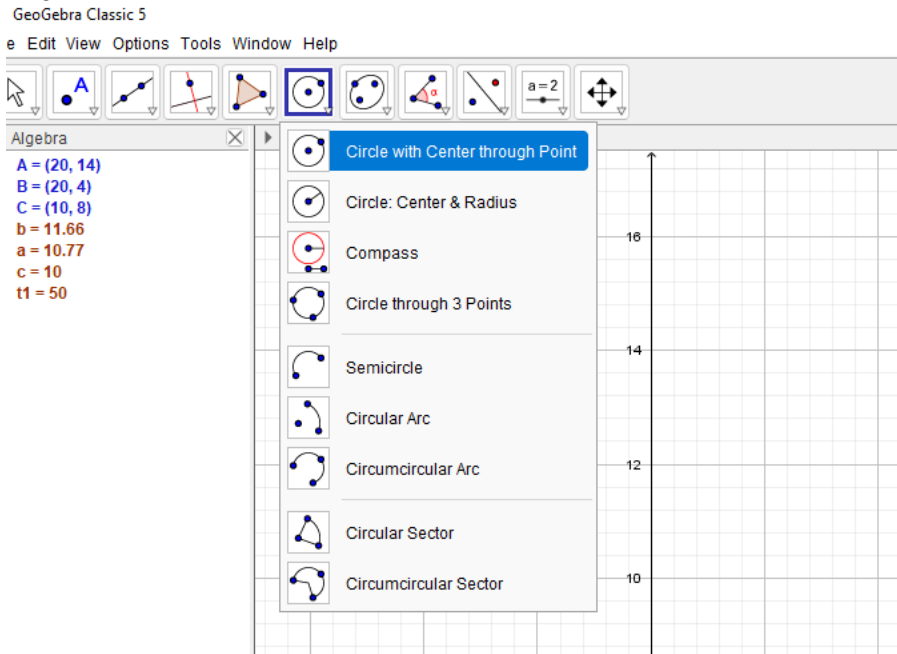 GeoGebra Classic 5
e Edit View Options Tools Window Help
A α a=2
Algebra
A = (20, 14)
B = (20, 4)
C = (10, 8)
b = 11.66
a = 10.77
c = 10
t1 = 50
Circle with Center through Point
Circle: Center & Radius
Compass
Circle through 3 Points
Semicircle
Circular Arc
Circumcircular Arc
Circular Sector
Circumcircular Sector
16
14
12
10